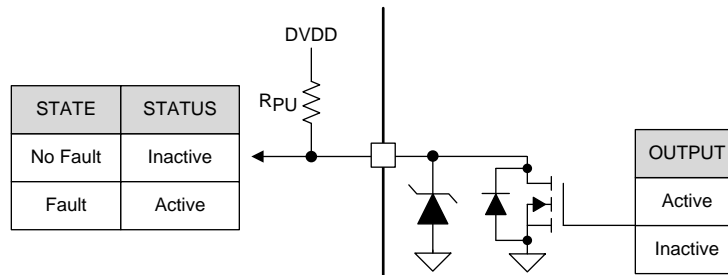 DVDD
RPU
STATE STATUS
No Fault Inactive
Fault Active
OUTPUT
Active
Inactive